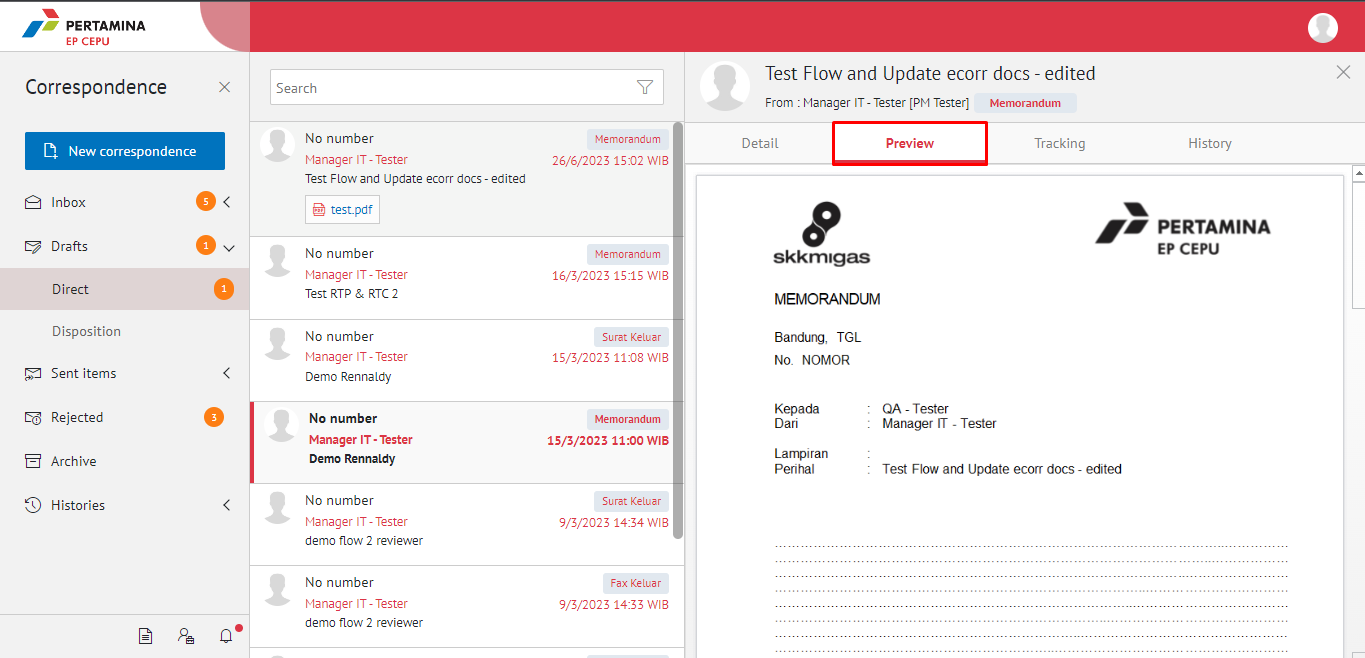 PERTAMINA
EP CEPU
Correspondence
New correspondence
Inbox 5
Drafts 1
Direct 1
Disposition
Sent items
Rejected 3
Archive
Histories
Search
No number Memorandum
Manager IT - Tester 26/6/2023 15:02 WIB
Test Flow and Update ecorr docs - edited
test.pdf
No number Memorandum
Manager IT - Tester 16/3/2023 15:15 WIB
Test RTP & RTC 2
No number Surat Keluar
Manager IT - Tester 15/3/2023 11:08 WIB
Demo Rennaldy
No number Memorandum
Manager IT - Tester 15/3/2023 11:00 WIB
Demo Rennaldy
No number Surat Keluar
Manager IT - Tester 9/3/2023 14:34 WIB
demo flow 2 reviewer
No number Fax Keluar
Manager IT - Tester 9/3/2023 14:33 WIB
demo flow 2 reviewer
Test Flow and Update ecorr docs - edited
From : Manager IT - Tester [PM Tester] Memorandum
Detail Preview Tracking History
skkmigas
PERTAMINA
EP CEPU
MEMORANDUM
Bandung, TGL
No. NOMOR
Kepada : QA - Tester
Dari : Manager IT - Tester
Lampiran :
Perihal : Test Flow and Update ecorr docs - edited